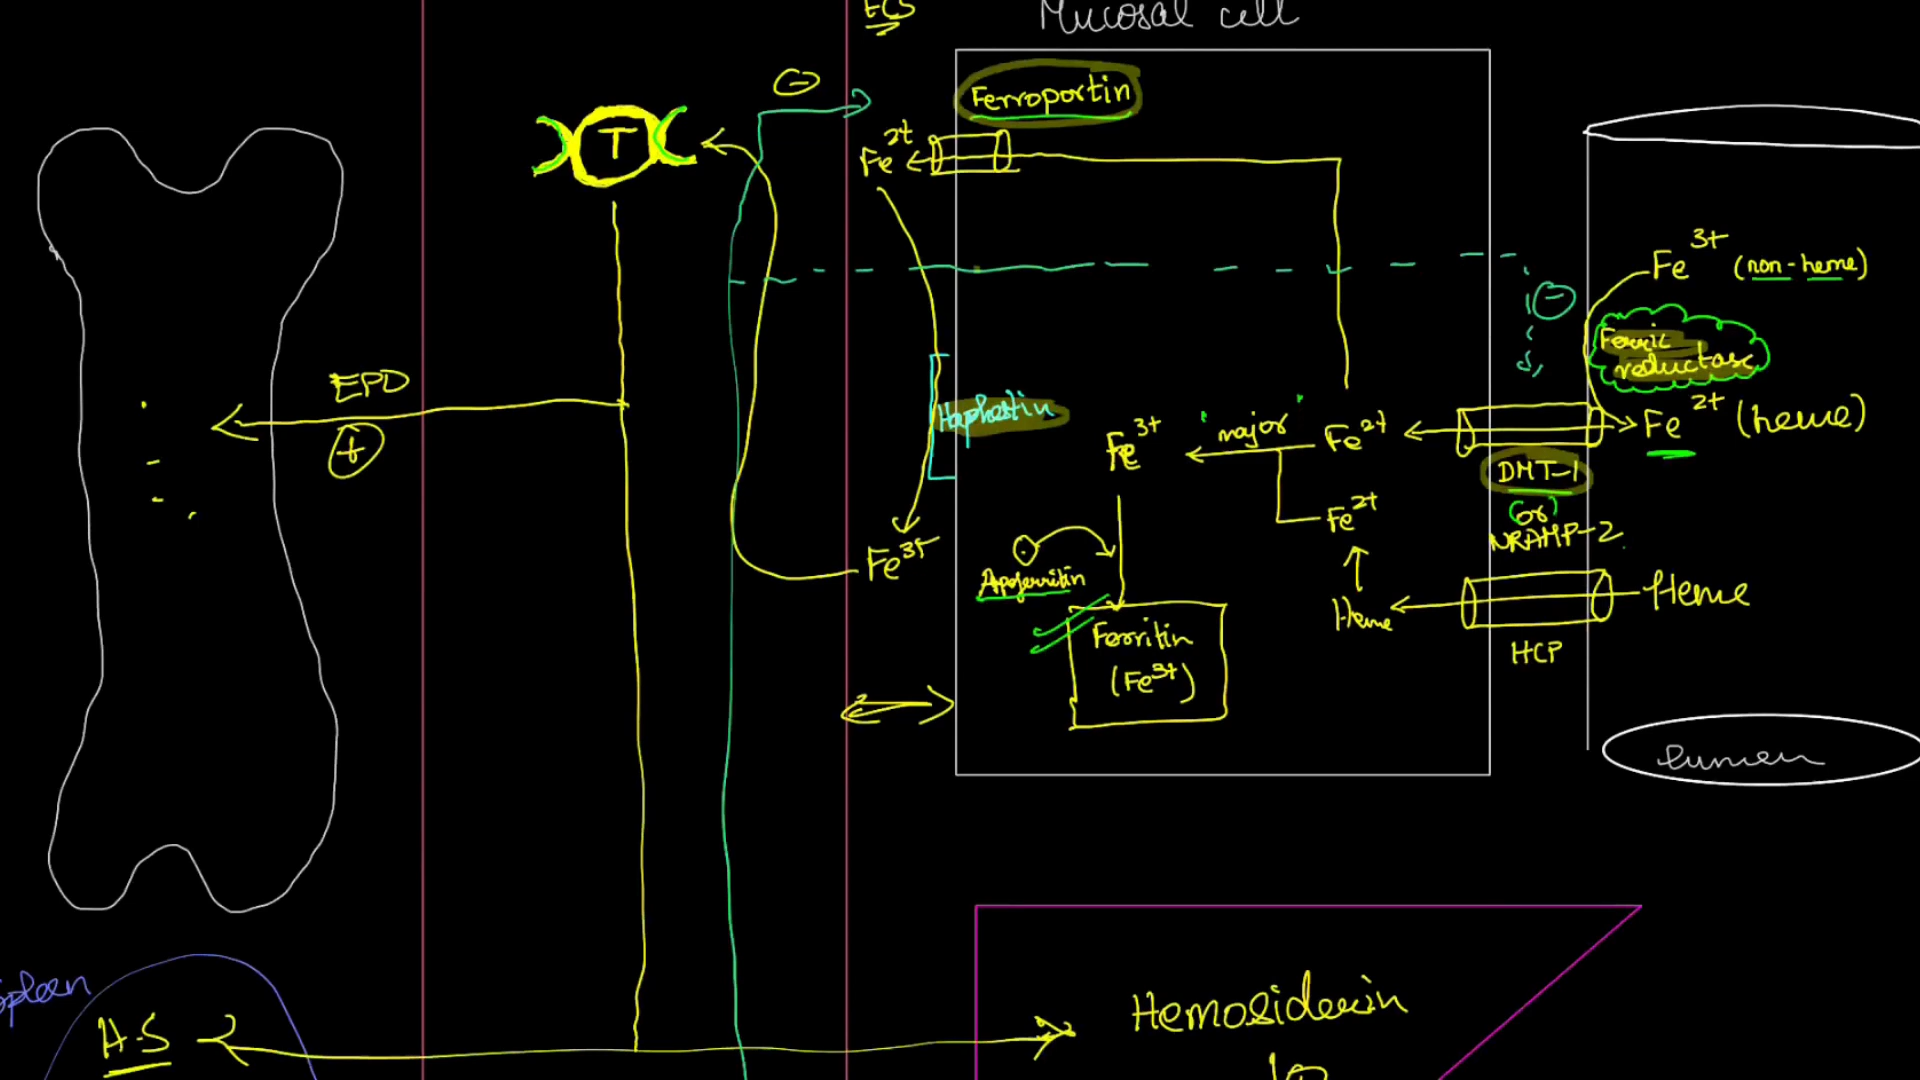 ECS
Mucosal cell
Ferroportin
T
Fe2+
Fe3+ (non-heme)
Ferric
reductase
EPO
Haphestin
Fe3+
"major"
Fe2+
Fe2+ (heme)
DMT-1
(or)
NRAMP-2
Fe2+
Fe3+
Apoferritin
Heme
Heme
HCP
Ferritin
(Fe3+)
lumen
spleen
H-S
Hemosiderin